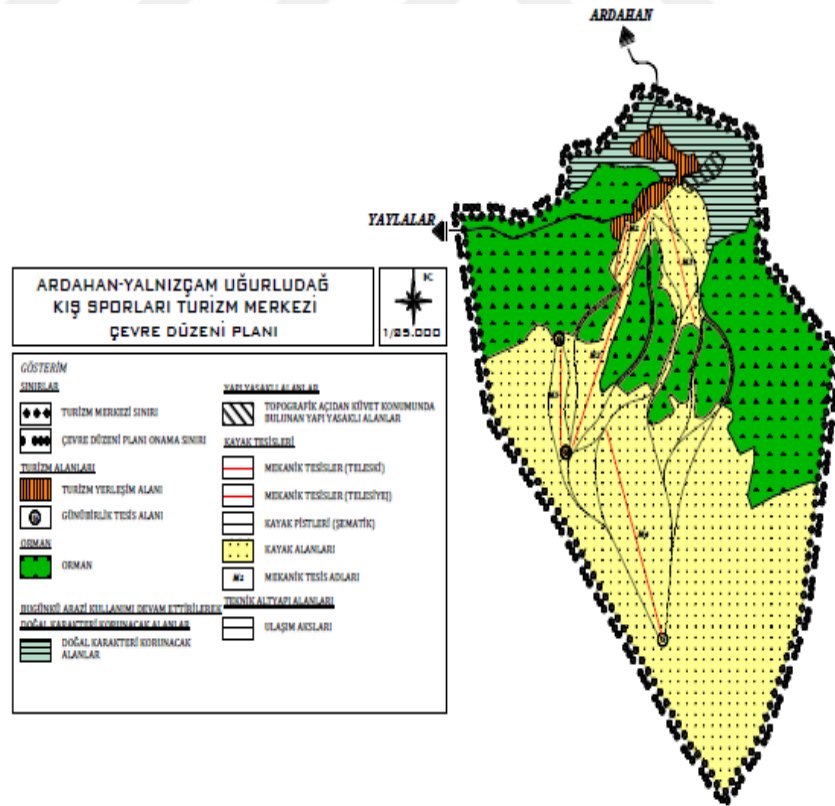 ARDAHAN
YAYLALAR
ARDAHAN-YALNIZÇAM UĞURLUDAĞ
KIŞ SPORLARI TURİZM MERKEZİ
ÇEVRE DÜZENİ PLANI
K
1/25.000
GÖSTERİM
SINIRLAR
TURİZM MERKEZİ SINIRI
ÇEVRE DÜZENİ PLANI ONAMA SINIRI
TURİZM ALANLARI
TURİZM YERLEŞİM ALANI
GÜNÜBİRLİK TESİS ALANI
ORMAN
ORMAN
BUGÜNKÜ ARAZİ KULLANIMI DEVAM ETTİRİLEREK
DOĞAL KARAKTERİ KORUNACAK ALANLAR
DOĞAL KARAKTERİ KORUNACAK
ALANLAR
YAPI YASAKLI ALANLAR
TOPOGRAFİK AÇIDAN KÜVET KONUMUNDA
BULUNAN YAPI YASAKLI ALANLAR
KAYAK TESİSLERİ
MEKANİK TESİSLER (TELESKİ)
MEKANİK TESİSLER (TELESİYEJ)
KAYAK PİSTLERİ (ŞEMATİK)
KAYAK ALANLARI
MEKANİK TESİS ADLARI
TEKNİK ALTYAPI ALANLARI
ULAŞIM AKSLARI